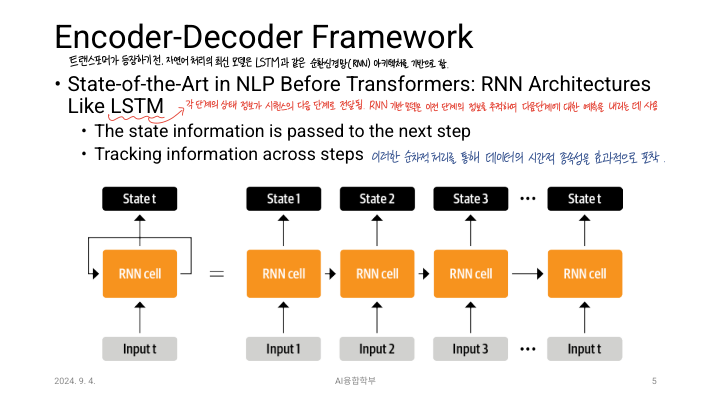 Encoder-Decoder Framework
트랜스포머가 등장하기 전, 자연어 처리의 최신 모델은 LSTM과 같은 순환신경망(RNN) 아키텍처를 기반으로 함.
• State-of-the-Art in NLP Before Transformers: RNN Architectures
Like LSTM
각 단계의 상태 정보가 시퀀스의 다음 단계로 전달됨. RNN 기반 모델은 이전 단계의 정보를 추적하여 다음단계에 대한 예측을 내리는 데 사용
• The state information is passed to the next step
• Tracking information across steps
이러한 순차적 처리를 통해 데이터의 시간적 종속성을 효과적으로 포착.
State t State 1 State 2 State 3 ••• State t
RNN cell = RNN cell RNN cell RNN cell RNN cell
Input t Input 1 Input 2 Input 3 ••• Input t
2024. 9. 4. AI융합학부 5